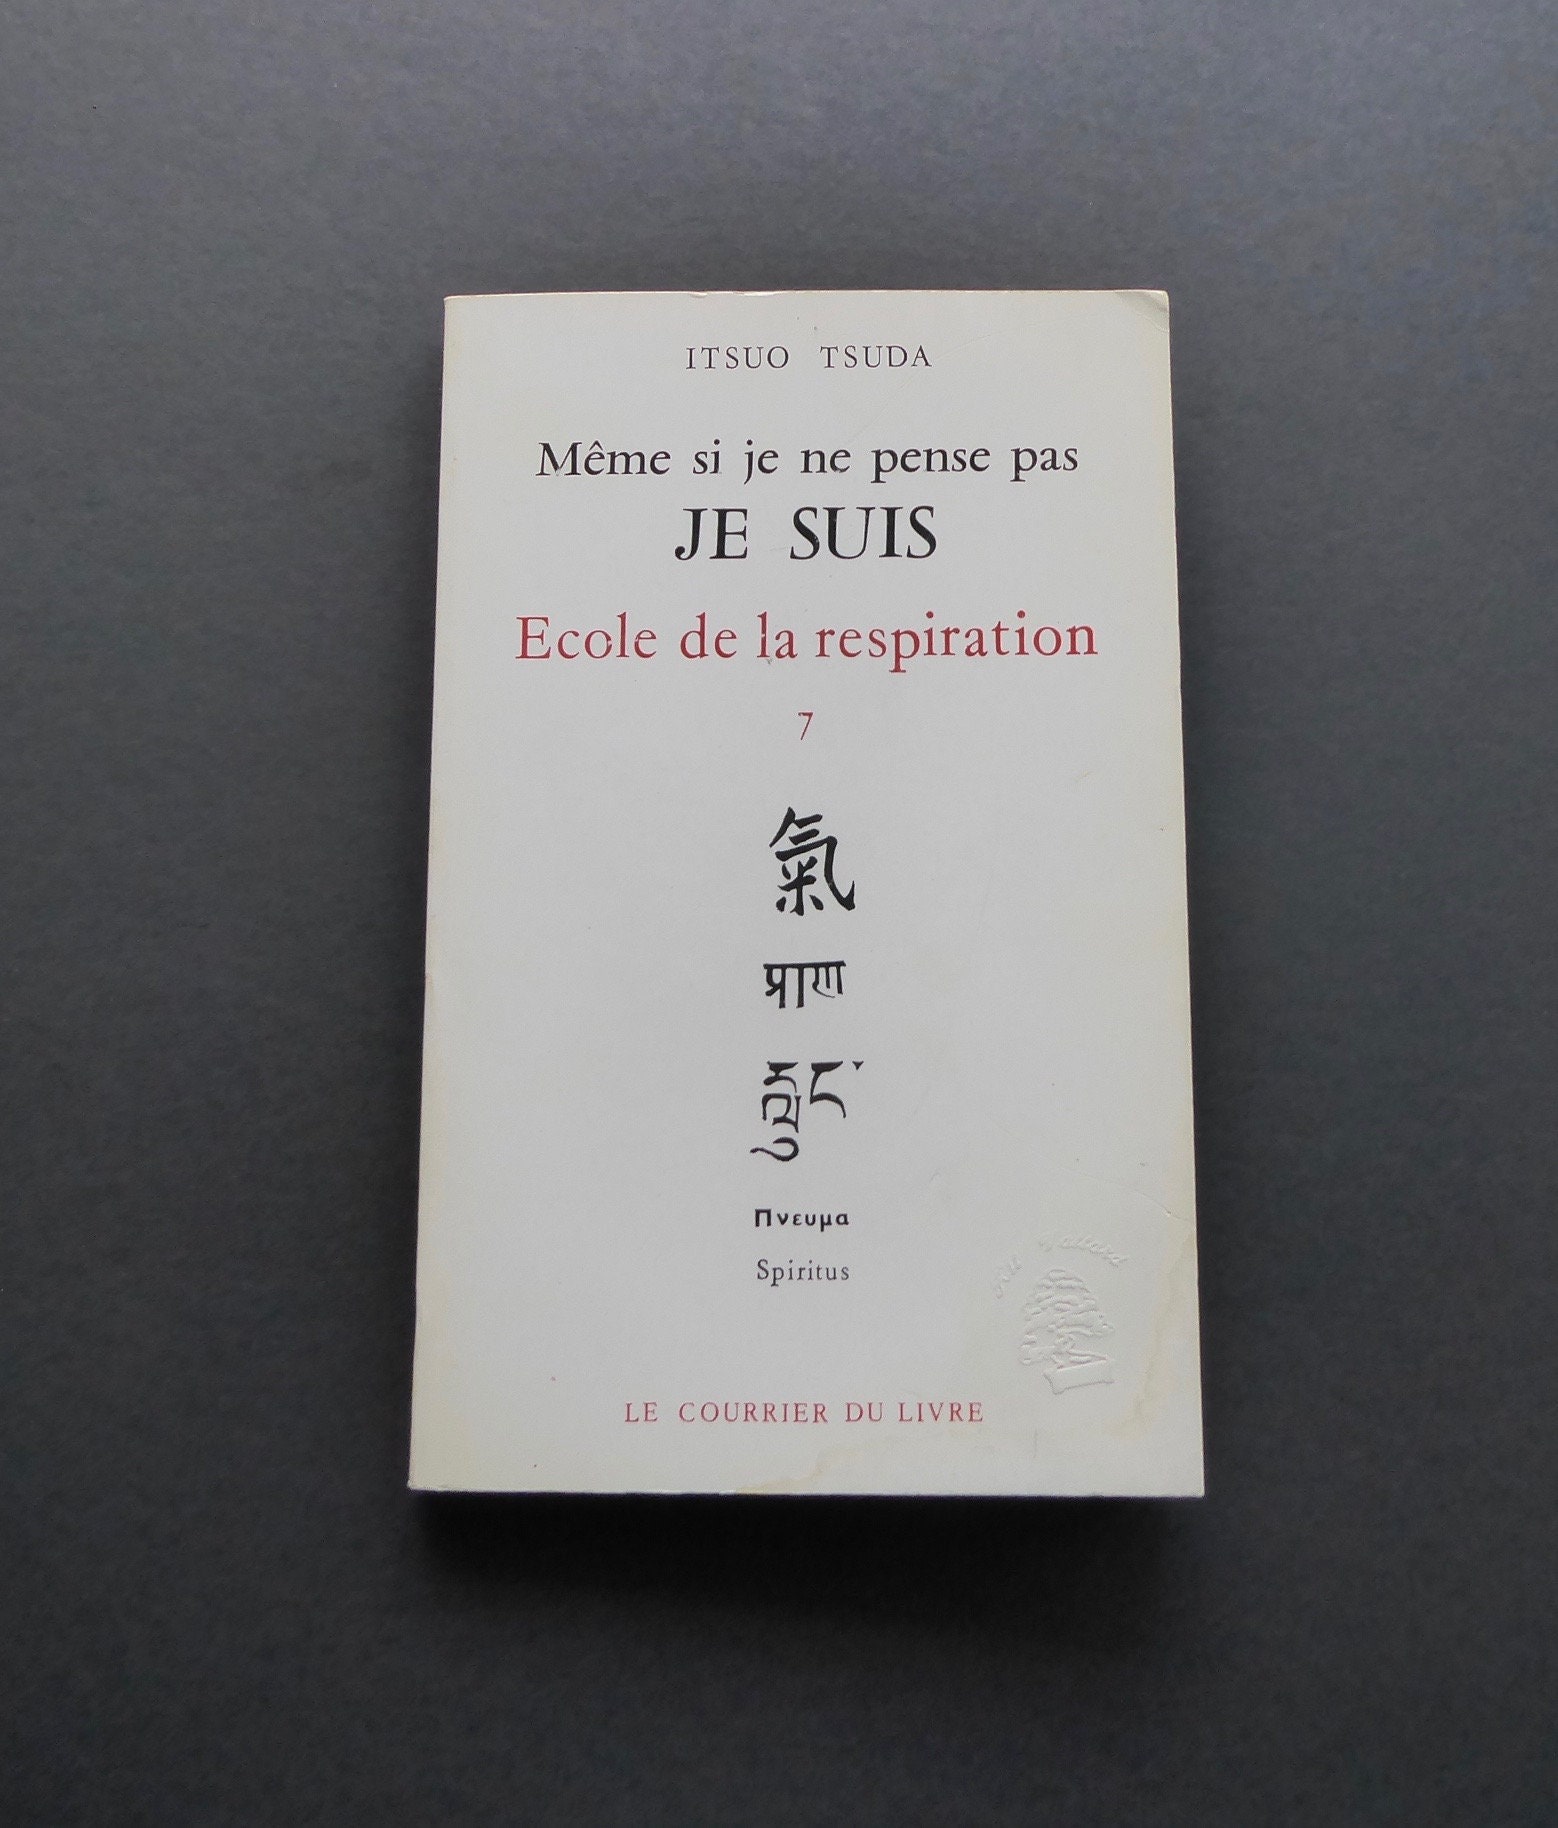 ITSUO TSUDA
Même si je ne pense pas
JE SUIS
Ecole de la respiration
7
氣
प्राण
རླུང་
Πνευμα
Spiritus
LE COURRIER DU LIVRE